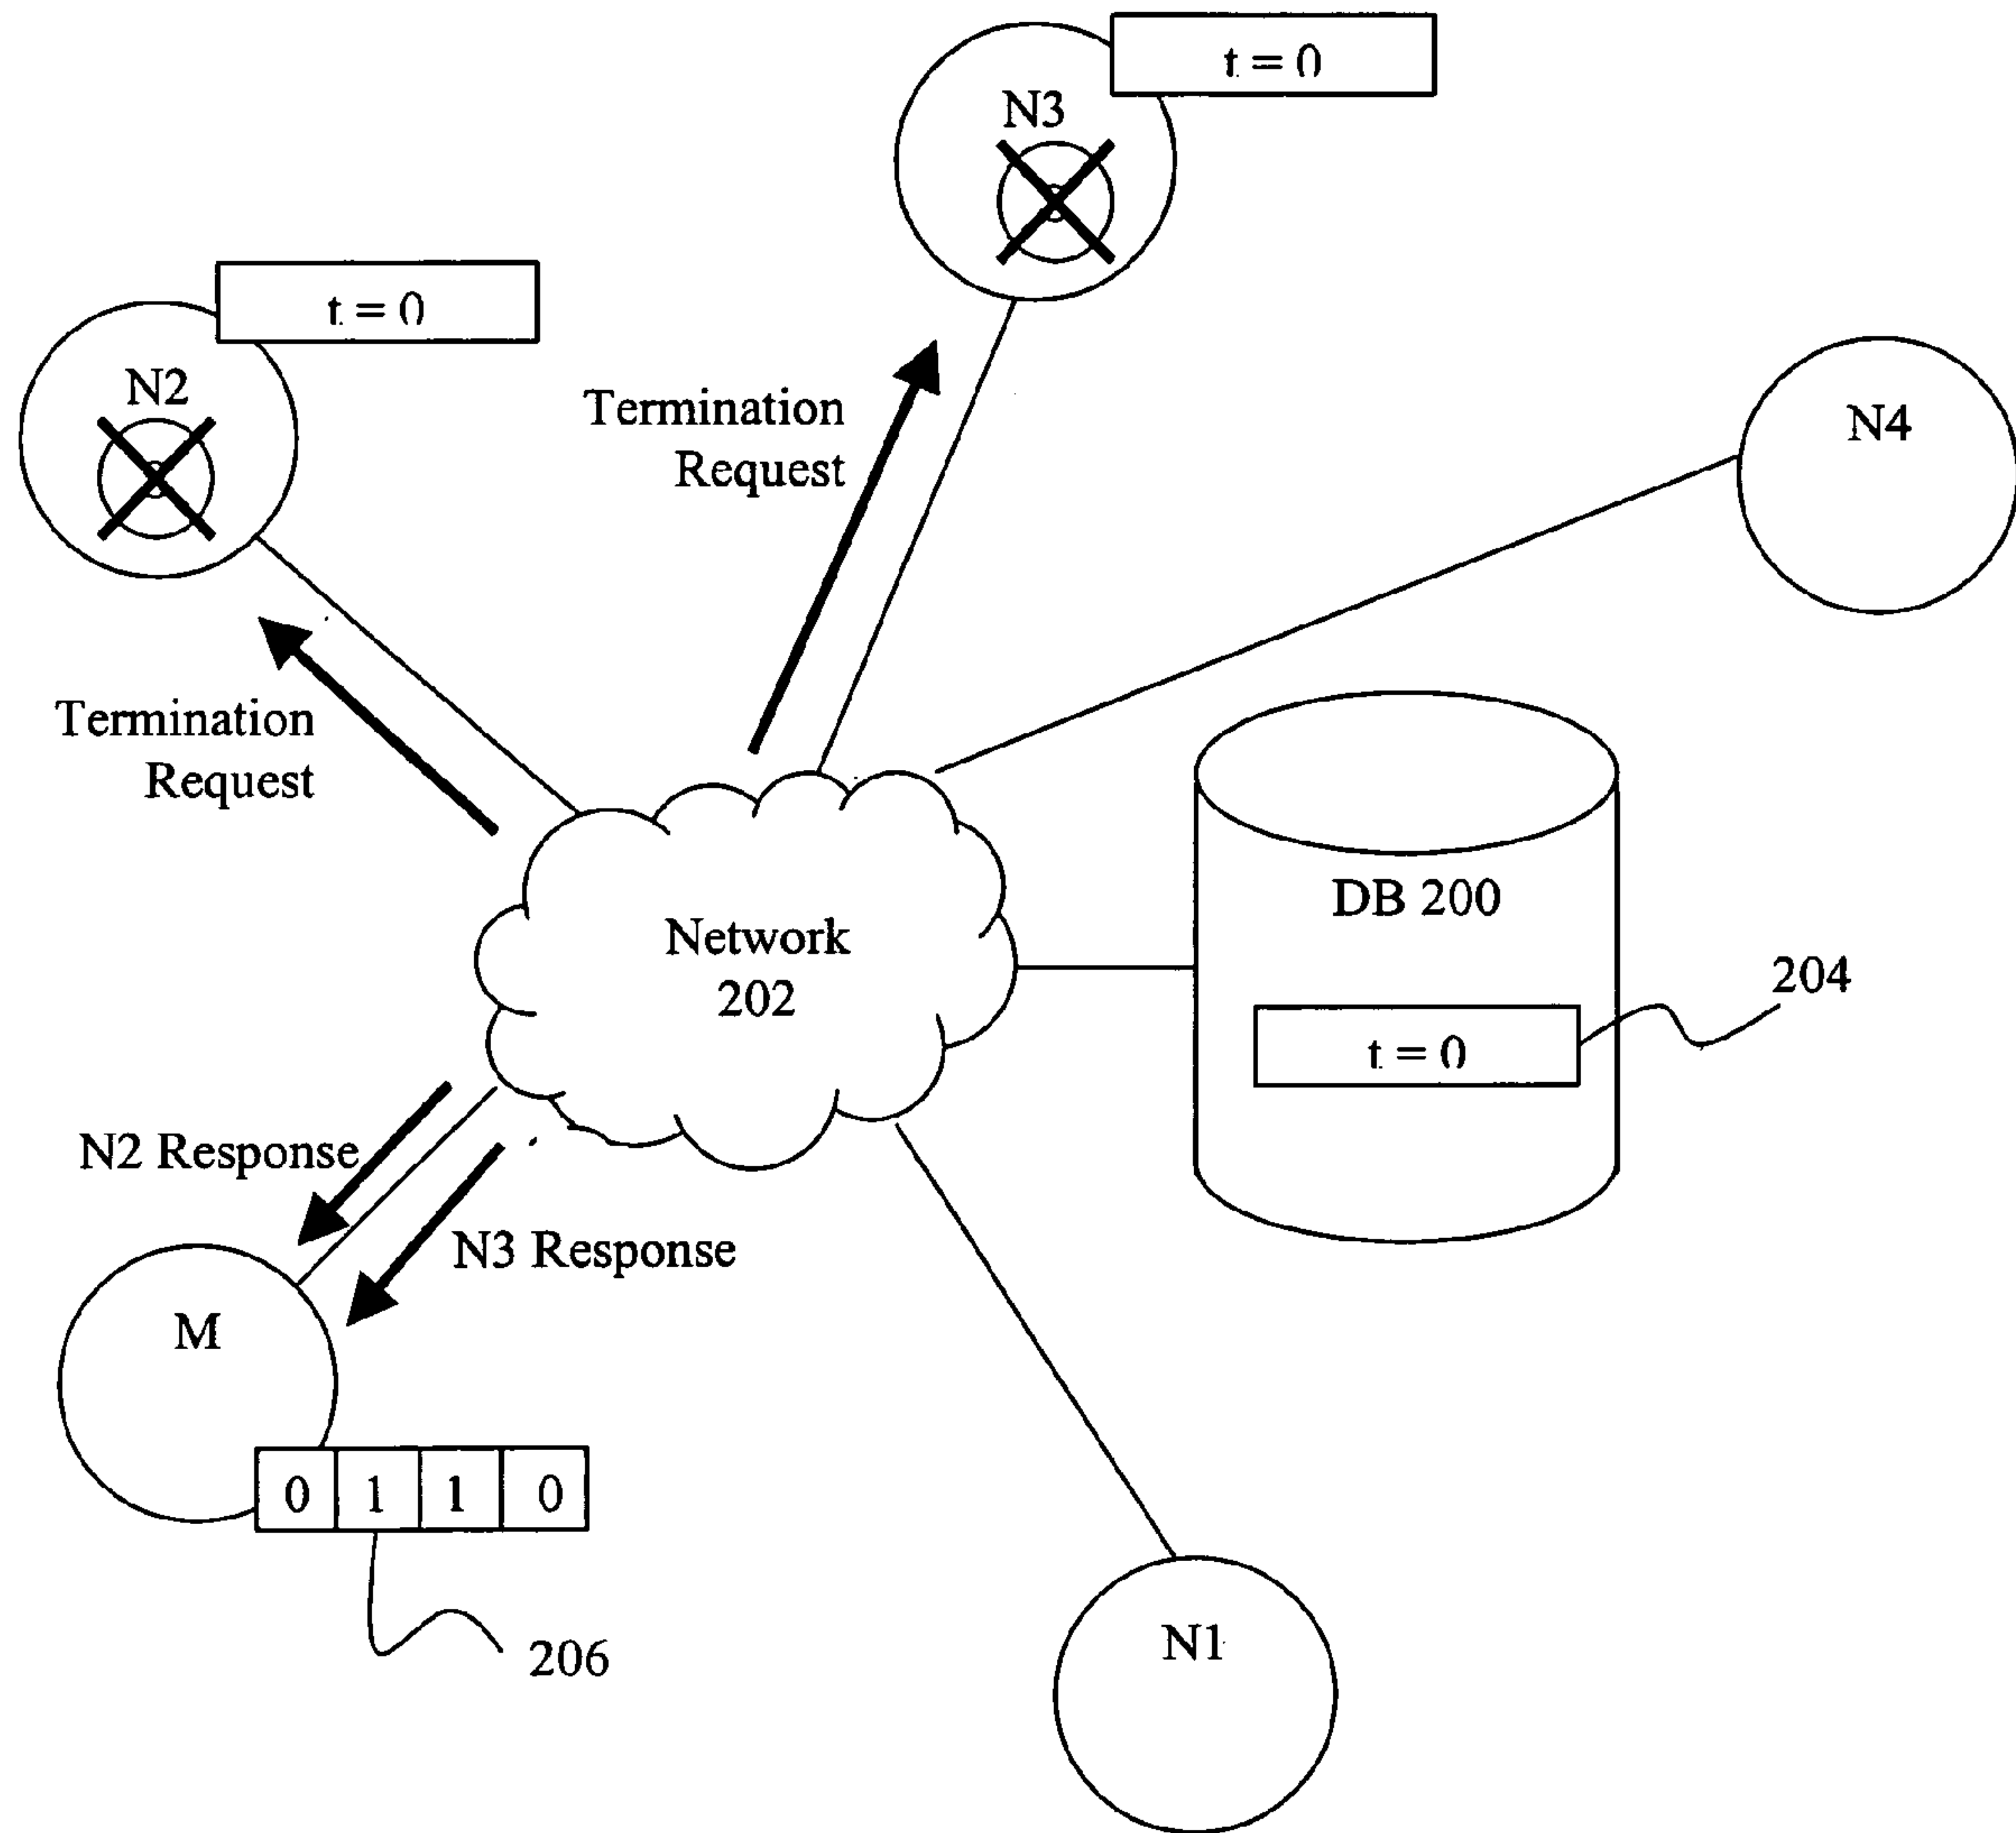 t = 0
N3
t = 0
N2
Termination
Request
N4
Termination
Request
DB 200
Network
202
204
t = 0
N2 Response
N3 Response
M
0 1 1 0
N1
206